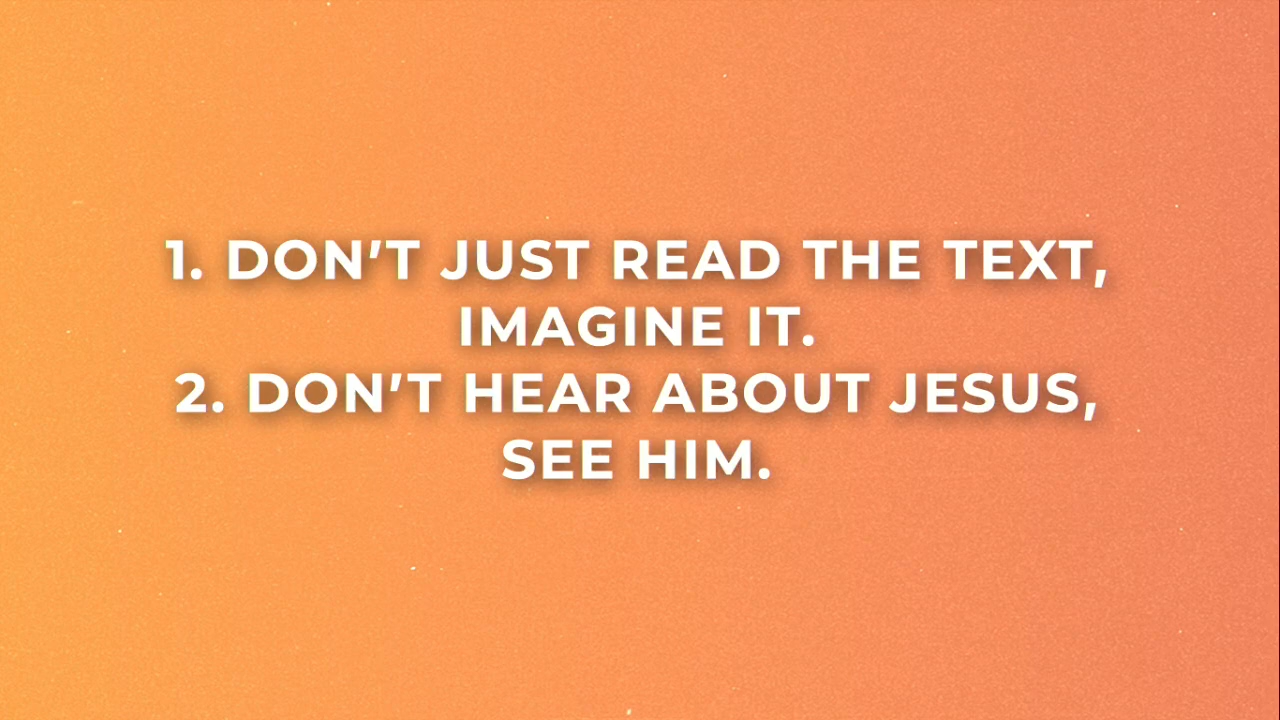 1. DON’T JUST READ THE TEXT,
IMAGINE IT.
2. DON’T HEAR ABOUT JESUS,
SEE HIM.